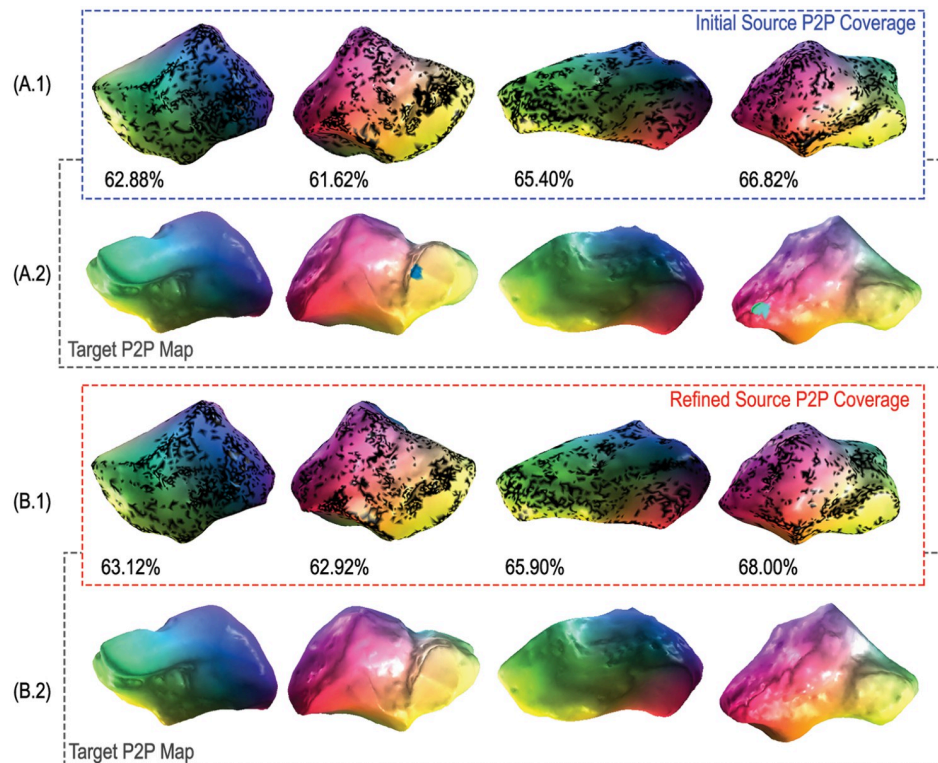 Initial Source P2P Coverage
(A.1)
62.88% 61.62% 65.40% 66.82%
(A.2)
Target P2P Map
Refined Source P2P Coverage
(B.1)
63.12% 62.92% 65.90% 68.00%
(B.2)
Target P2P Map